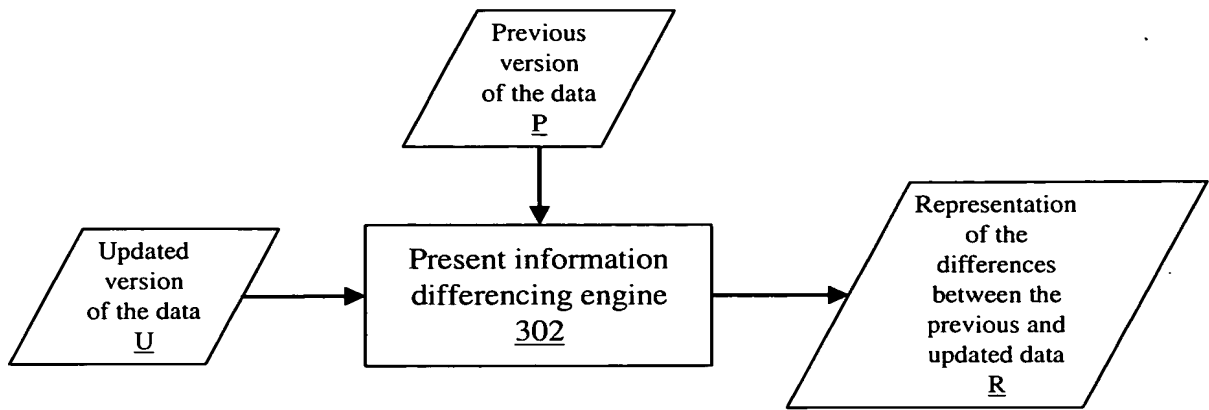 Previous
version
of the data
P
Updated
version
of the data
U
Present information
differencing engine
302
Representation
of the
differences
between the
previous and
updated data
R